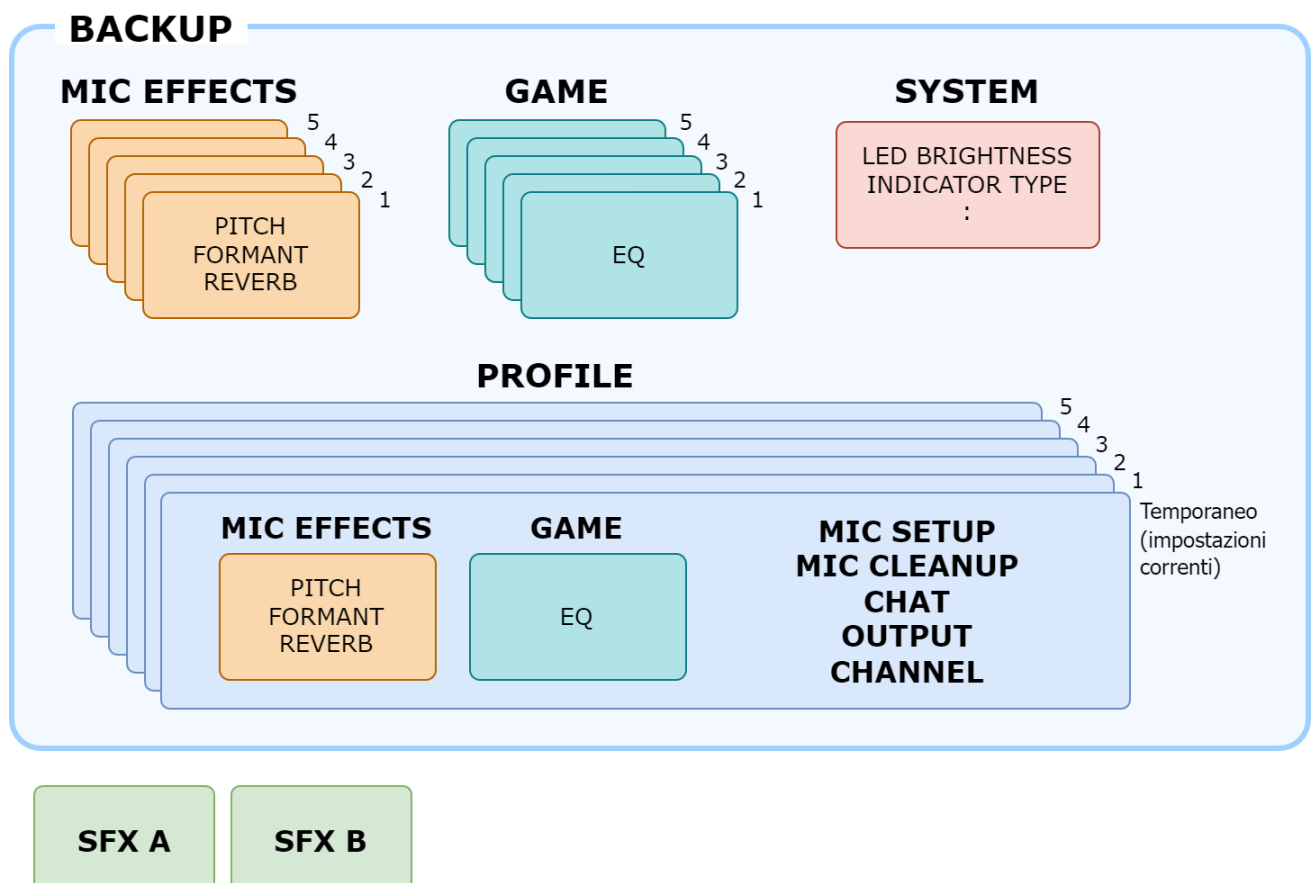 BACKUP
MIC EFFECTS
5
4
3
2
1
PITCH
FORMANT
REVERB
GAME
5
4
3
2
1
EQ
SYSTEM
LED BRIGHTNESS
INDICATOR TYPE
:
PROFILE
5
4
3
2
1
Temporaneo
(impostazioni
correnti)
MIC EFFECTS
PITCH
FORMANT
REVERB
GAME
EQ
MIC SETUP
MIC CLEANUP
CHAT
OUTPUT
CHANNEL
SFX A
SFX B